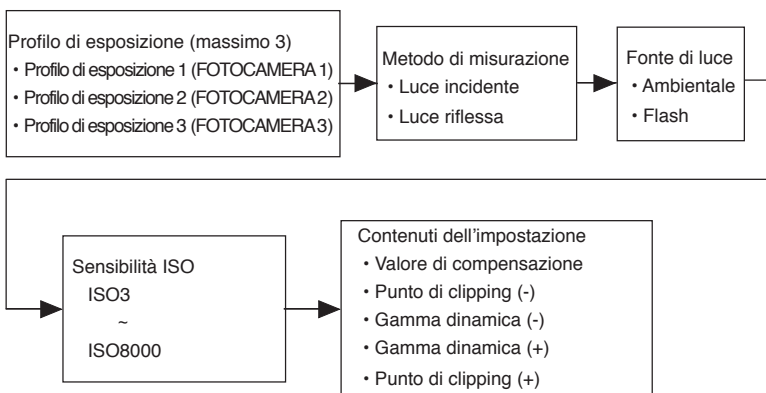 Profilo di esposizione (massimo 3)
・Profilo di esposizione 1 (FOTOCAMERA 1)
・Profilo di esposizione 2 (FOTOCAMERA 2)
・Profilo di esposizione 3 (FOTOCAMERA 3)
Metodo di misurazione
・Luce incidente
・Luce riflessa
Fonte di luce
・Ambientale
・Flash
Sensibilità ISO
ISO3
~
ISO8000
Contenuti dell'impostazione
・Valore di compensazione
・Punto di clipping (-)
・Gamma dinamica (-)
・Gamma dinamica (+)
・Punto di clipping (+)